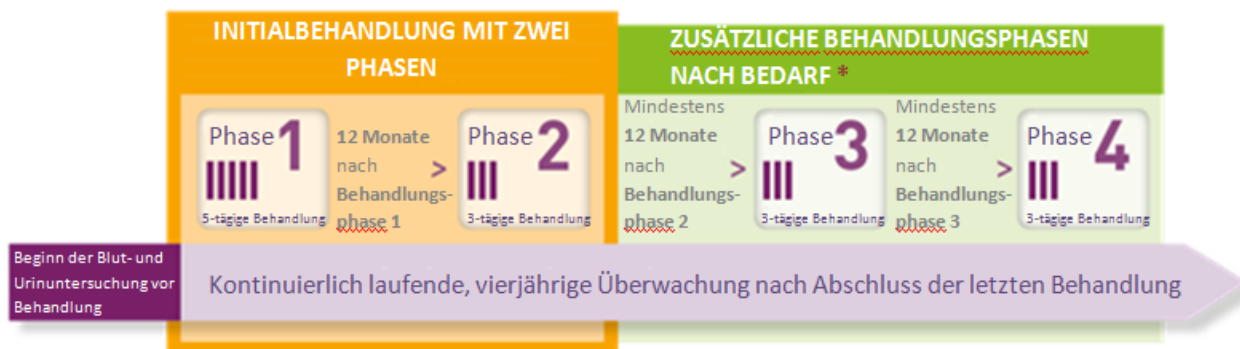 INITIALBEHANDLUNG MIT ZWEI
PHASEN
ZUSÄTZLICHE BEHANDLUNGSPHASEN
NACH BEDARF *
Phase 1
5-tägige Behandlung
12 Monate
nach
Behandlungs-
phase 1
>
Phase 2
3-tägige Behandlung
Mindestens
12 Monate
nach
Behandlungs-
phase 2
>
Phase 3
3-tägige Behandlung
Mindestens
12 Monate
nach
Behandlungs-
phase 3
>
Phase 4
3-tägige Behandlung
Beginn der Blut- und
Urinuntersuchung vor
Behandlung
Kontinuierlich laufende, vierjährige Überwachung nach Abschluss der letzten Behandlung